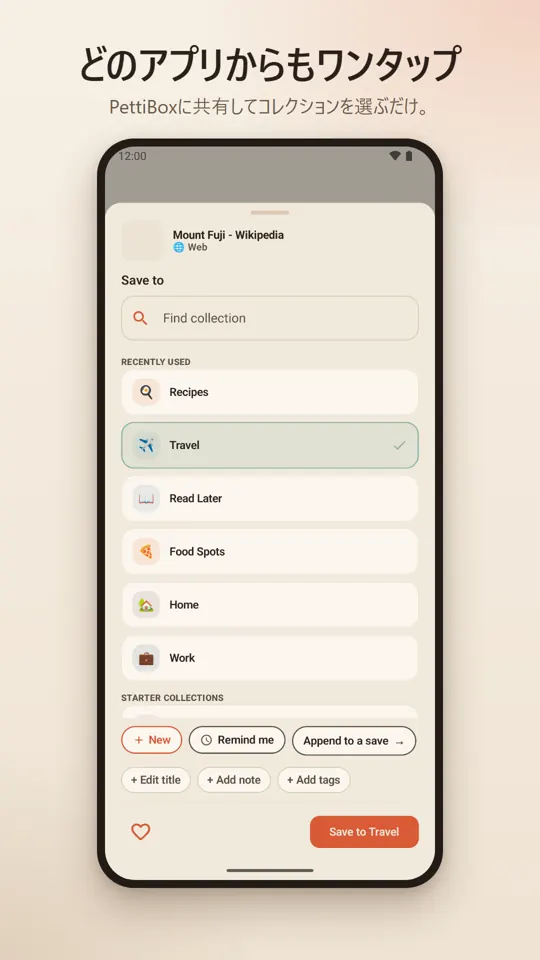 どのアプリからもワンタップ
PettiBoxに共有してコレクションを選ぶだけ。
12:00
Mount Fuji - Wikipedia
Web
Save to
Find collection
RECENTLY USED
Recipes
Travel
Read Later
Food Spots
Home
Work
STARTER COLLECTIONS
+ New
Remind me
Append to a save →
+ Edit title
+ Add note
+ Add tags
Save to Travel